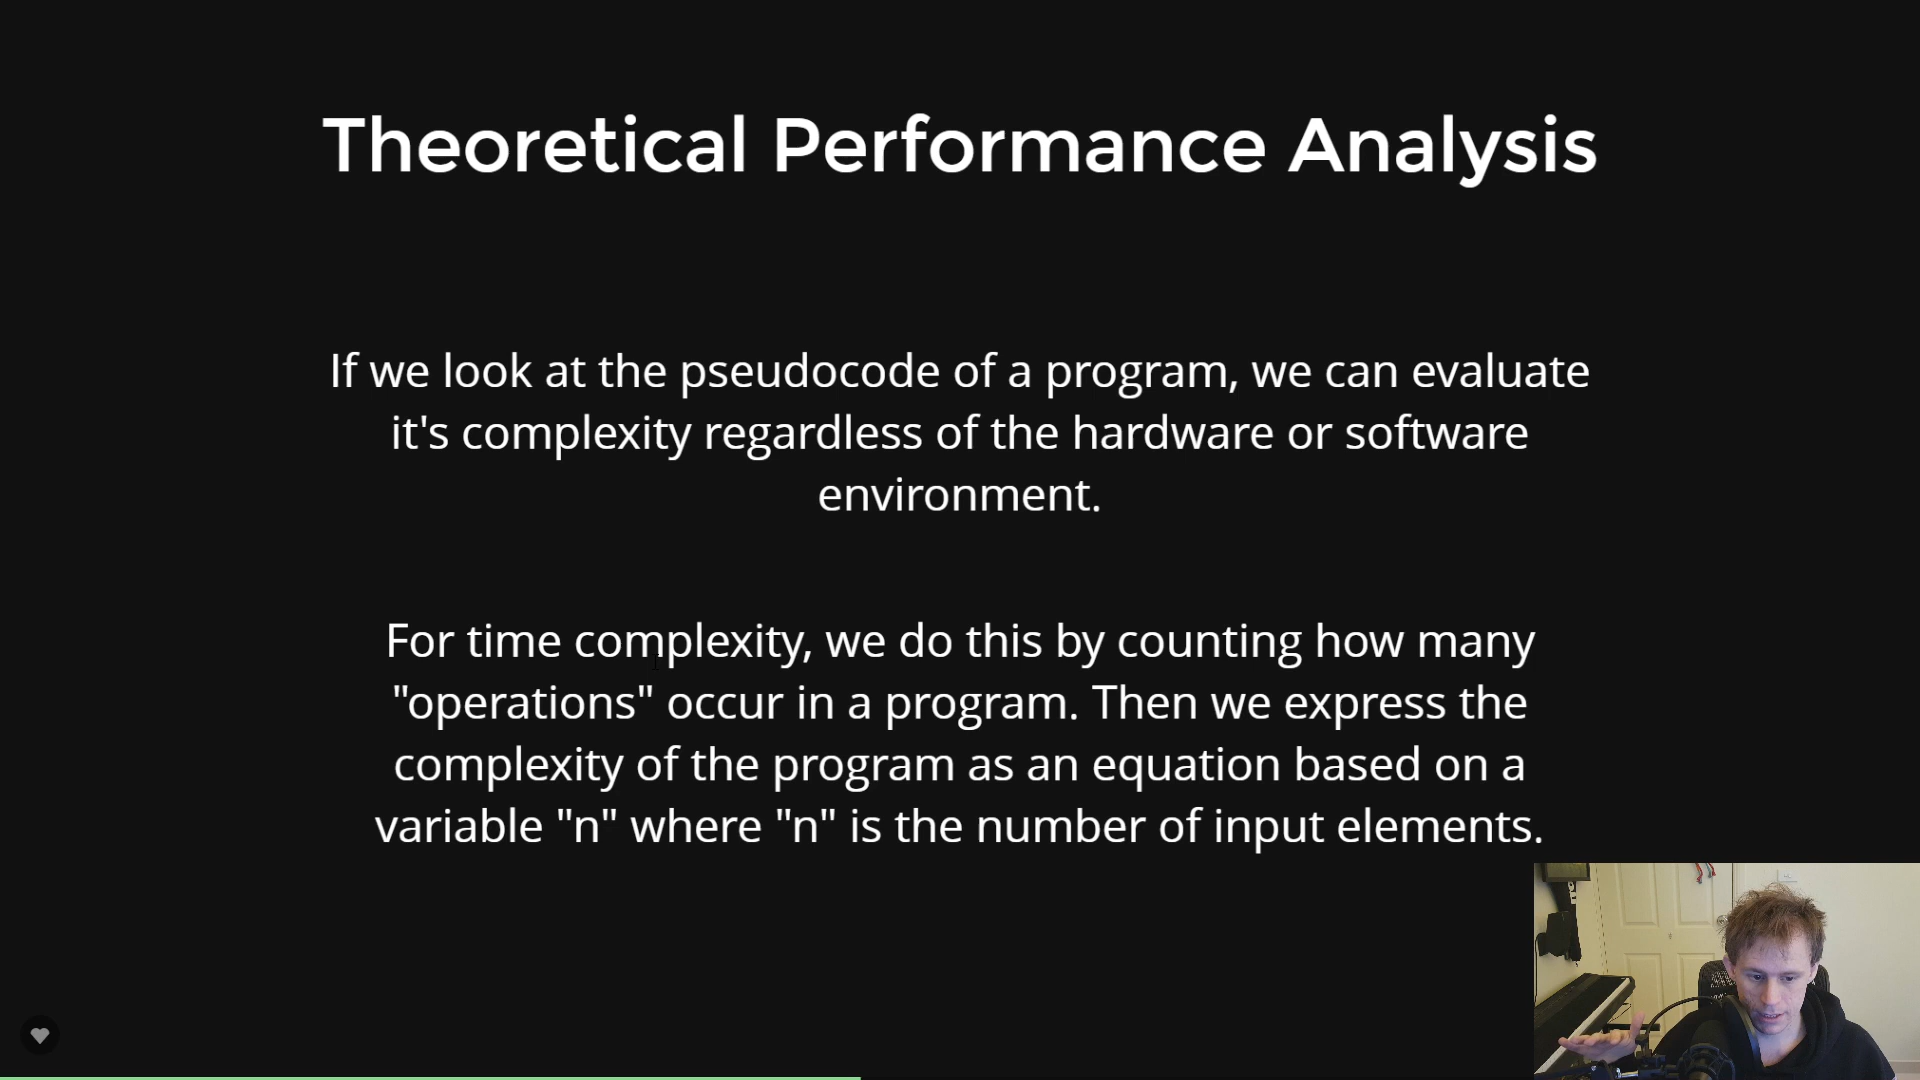 Theoretical Performance Analysis
If we look at the pseudocode of a program, we can evaluate
it's complexity regardless of the hardware or software
environment.
For time complexity, we do this by counting how many
"operations" occur in a program. Then we express the
complexity of the program as an equation based on a
variable "n" where "n" is the number of input elements.